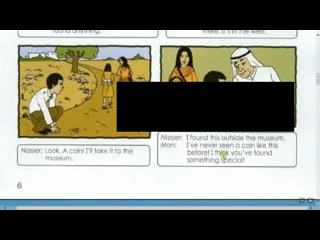 found anything.
there. It's in the west.
Nasser: Look. A coin! I'll take it to the
museum.
Nasser: I found this outside the museum.
Man: I've never seen a coin like this
before! I think you've found
something special!
6